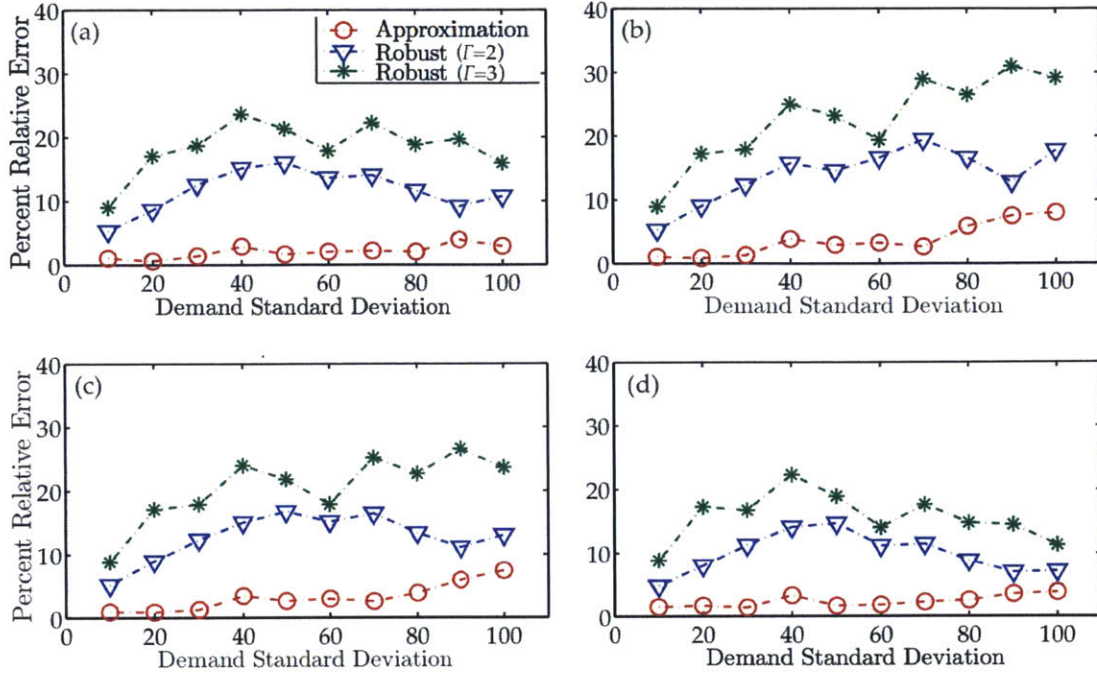 (a)
Approximation
Robust (Γ=2)
Robust (Γ=3)
Percent Relative Error
40
30
20
10
0
0 20 40 60 80 100
Demand Standard Deviation
(b)
40
30
20
10
0
0 20 40 60 80 100
Demand Standard Deviation
(c)
Percent Relative Error
40
30
20
10
0
0 20 40 60 80 100
Demand Standard Deviation
(d)
40
30
20
10
0
0 20 40 60 80 100
Demand Standard Deviation